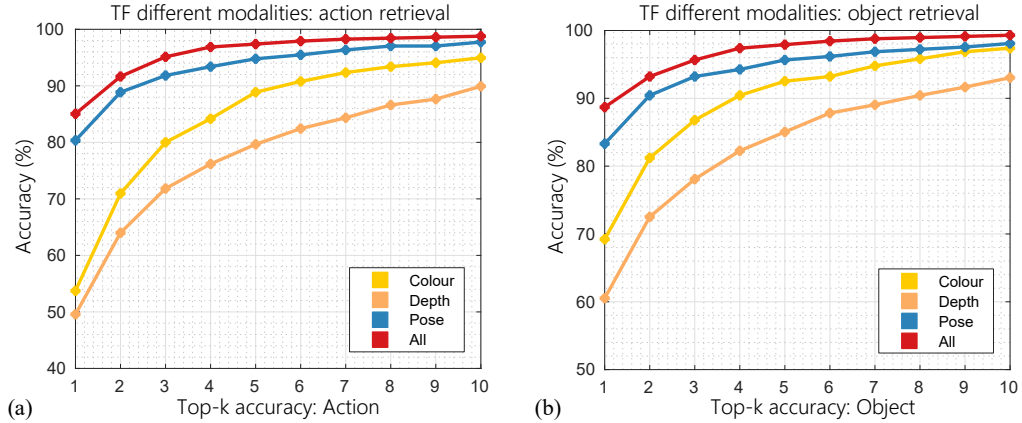 TF different modalities: action retrieval
100
90
80
70
60
50
40
Accuracy (%)
Colour
Depth
Pose
All
1 2 3 4 5 6 7 8 9 10
(a) Top-k accuracy: Action
TF different modalities: object retrieval
100
90
80
70
60
50
Accuracy (%)
Colour
Depth
Pose
All
1 2 3 4 5 6 7 8 9 10
(b) Top-k accuracy: Object